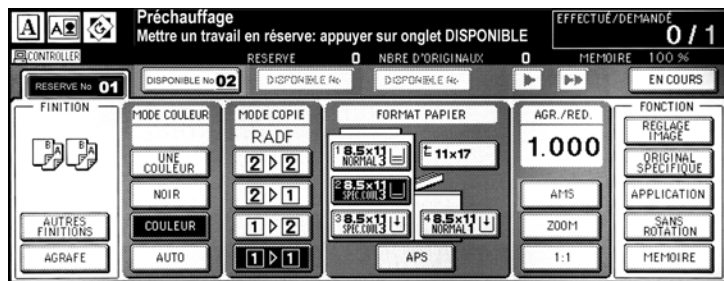 A A Préchauffage
Mettre un travail en réserve: appuyer sur onglet DISPONIBLE
EFFECTUÉ/DEMANDÉ
0 / 1
CONTROLLER RESERVE 0 NBRE D'ORIGINAUX 0 MEMOIRE 100 %
RESERVE No 01 DISPONIBLE No 02 DISPONIBLE No DISPONIBLE No EN COURS
FINITION
B A B A
AUTRES
FINITIONS
AGRAFE
MODE COULEUR
UNE
COULEUR
NOIR
COULEUR
AUTO
MODE COPIE
RADF
2 2
2 1
1 2
1 1
FORMAT PAPIER
1 8.5x11
NORMAL 3
11x17
2 8.5x11
SPEC.COUL3
3 8.5x11
SPEC.COUL1
4 8.5x11
NORMAL 1
APS
AGR./RED.
1.000
AMS
ZOOM
1:1
FONCTION
REGLAGE
IMAGE
ORIGINAL
SPECIFIQUE
APPLICATION
SANS
ROTATION
MEMOIRE